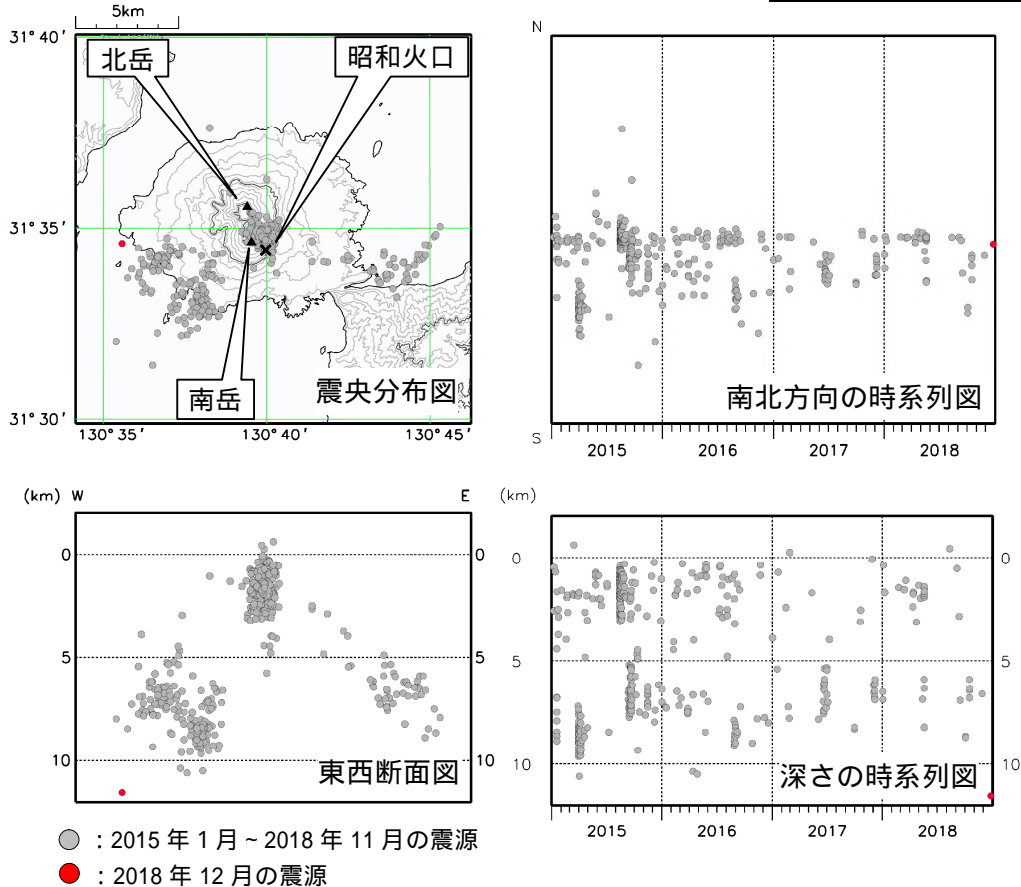 5km
31°40′
北岳
昭和火口
31°35′
南岳
震央分布図
31°30′
130°35′
130°40′
130°45′
N
南北方向の時系列図
S
2015
2016
2017
2018
(km)
W
E
0
0
5
5
10
10
東西断面図
(km)
0
0
5
5
10
10
深さの時系列図
2015
2016
2017
2018
：2015 年 1 月 ~ 2018 年 11 月の震源
：2018 年 12 月の震源